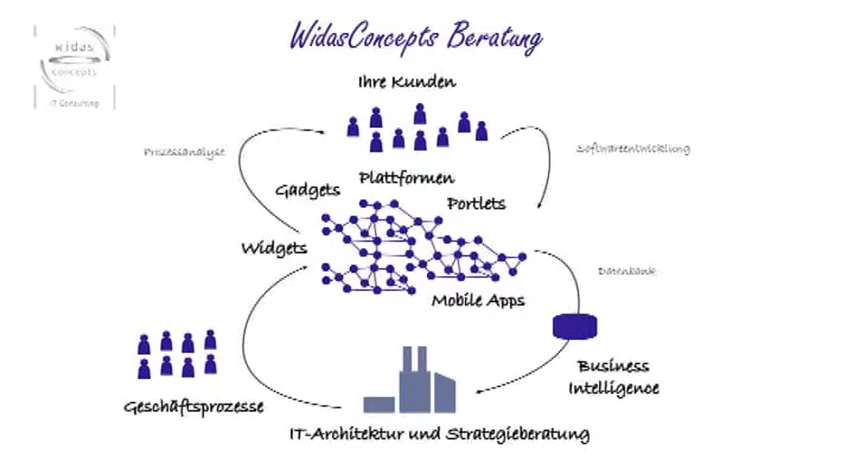 WidasConcepts Beratung
widas
concepts
IT Consulting
Ihre Kunden
Prozessanalyse
Softwareentwicklung
Plattformen
Gadgets
Portlets
Widgets
Datenbank
Mobile Apps
Business
Intelligence
Geschäftsprozesse
IT-Architektur und Strategieberatung